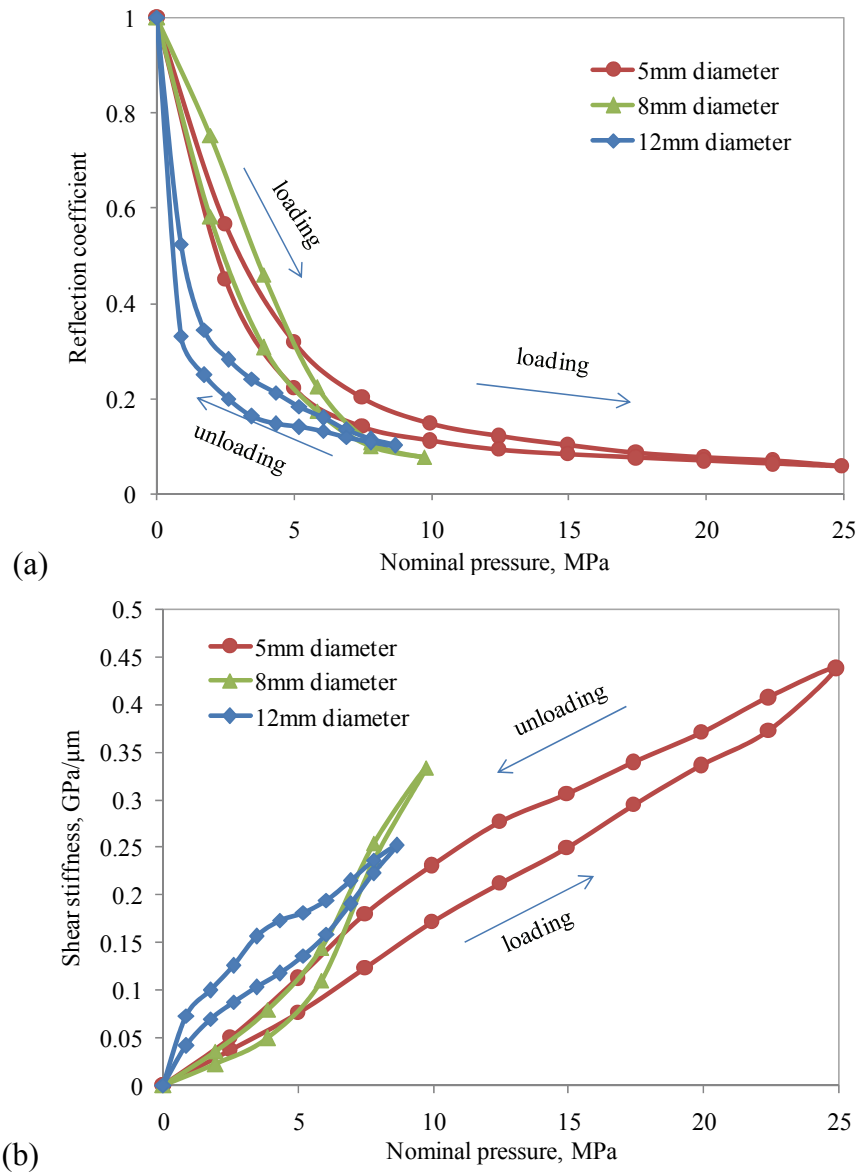 1
0.8
0.6
0.4
0.2
0
Reflection coefficient
5mm diameter
8mm diameter
12mm diameter
loading
loading
unloading
0 5 10 15 20 25
Nominal pressure, MPa
(a)
0.5
0.45
0.4
0.35
0.3
0.25
0.2
0.15
0.1
0.05
0
Shear stiffness, GPa/µm
5mm diameter
8mm diameter
12mm diameter
unloading
loading
0 5 10 15 20 25
Nominal pressure, MPa
(b)